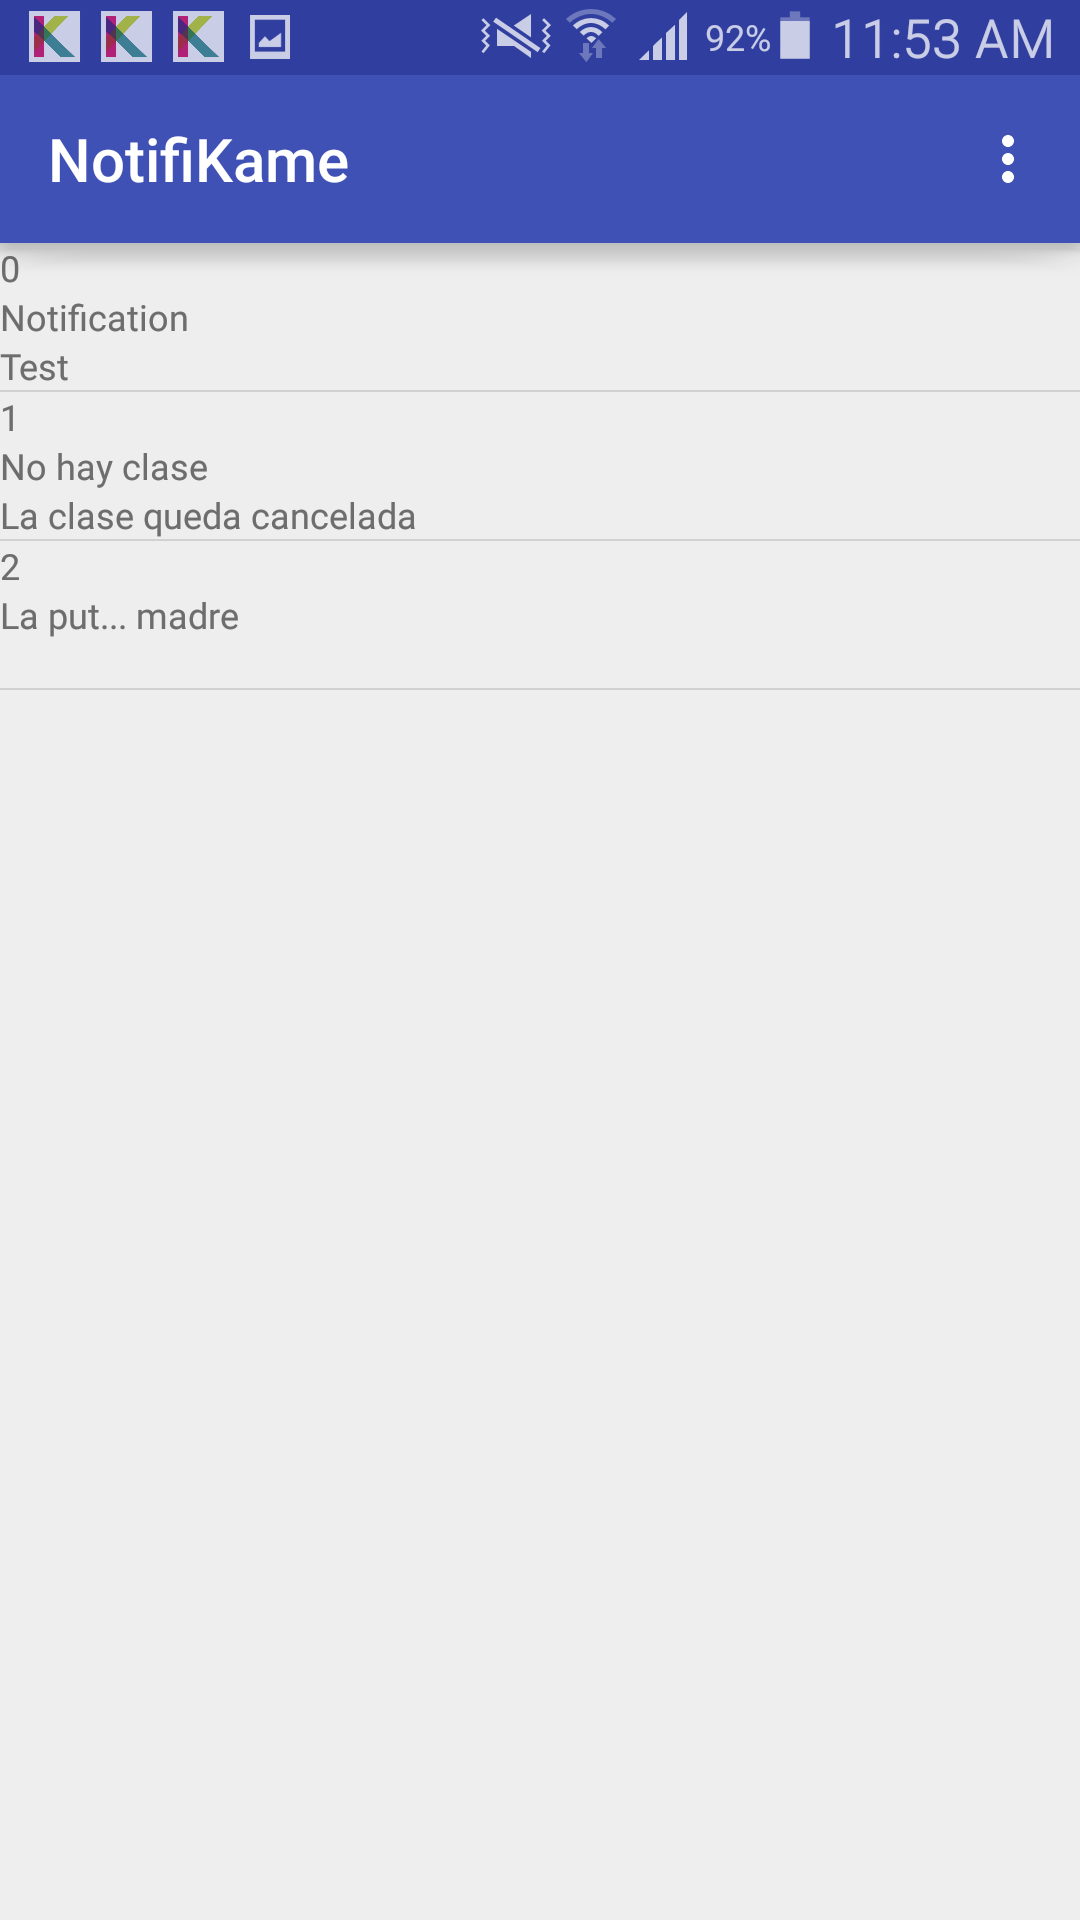 92% 11:53 AM
NotifiKame
0
Notification
Test
1
No hay clase
La clase queda cancelada
2
La put... madre